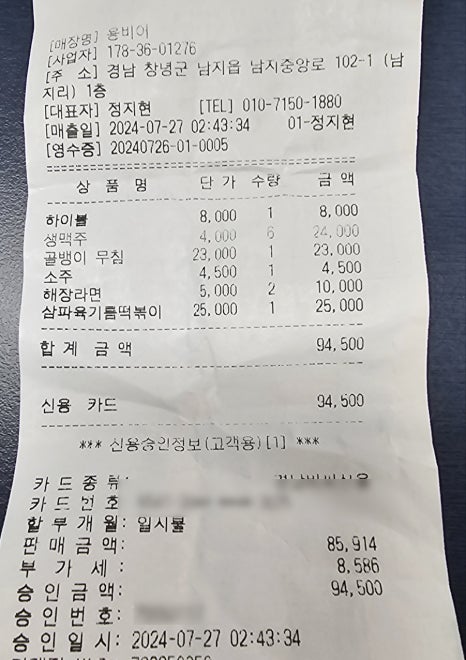 [매장명] 용비어
[사업자] 178-36-01276
[주 소] 경남 창녕군 남지읍 남지중앙로 102-1 (남
지리) 1층
[대표자] 정지현 [TEL] 010-7150-1880
[매출일] 2024-07-27 02:43:34 01-정지현
[영수증] 20240726-01-0005
상 품 명 단 가 수량 금 액
하이볼 8,000 1 8,000
생맥주 4,000 6 24,000
골뱅이 무침 23,000 1 23,000
소주 4,500 1 4,500
해장라면 5,000 2 10,000
삼파육기름떡볶이 25,000 1 25,000
합 계 금 액 94,500
신용 카드 94,500
*** 신용승인정보(고객용)[1] ***
카 드 종 류:
카 드 번 호
할 부 개 월: 일시불
판 매 금 액: 85,914
부 가 세 : 8,586
승 인 금 액: 94,500
승 인 번 호:
승 인 일 시: 2024-07-27 02:43:34